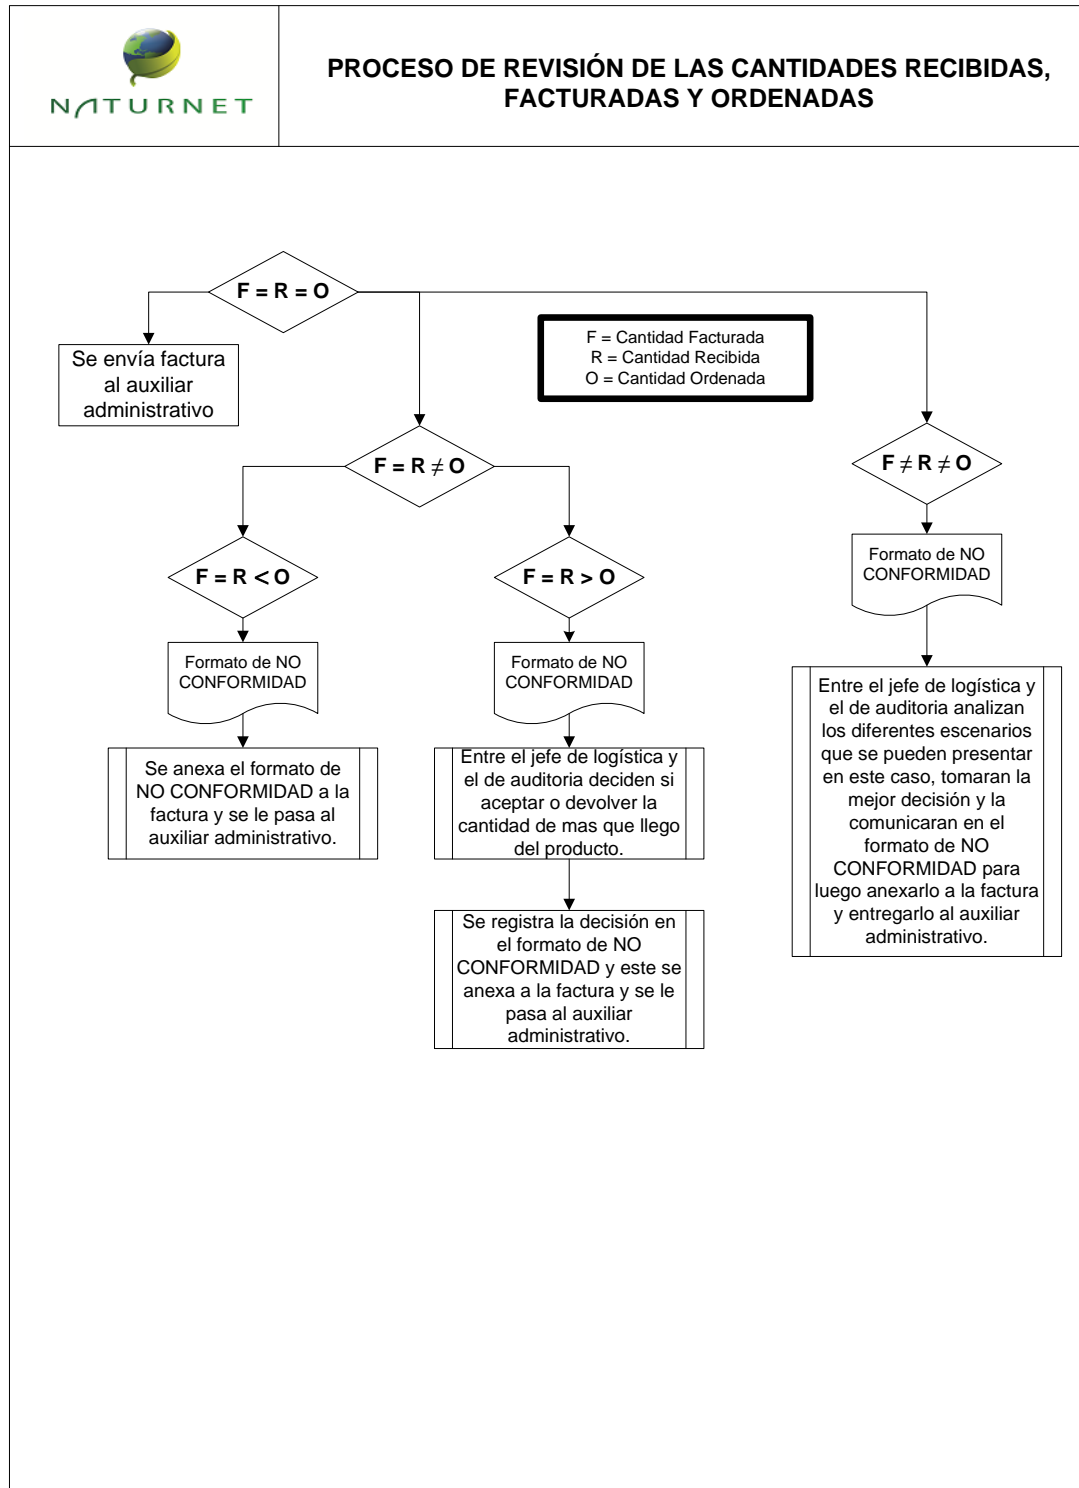 NATURNET
PROCESO DE REVISIÓN DE LAS CANTIDADES RECIBIDAS,
FACTURADAS Y ORDENADAS
F = R = O
Se envía factura
al auxiliar
administrativo
F = Cantidad Facturada
R = Cantidad Recibida
O = Cantidad Ordenada
F = R ≠ O
F ≠ R ≠ O
F = R < O
F = R > O
Formato de NO
CONFORMIDAD
Formato de NO
CONFORMIDAD
Formato de NO
CONFORMIDAD
Se anexa el formato de
NO CONFORMIDAD a la
factura y se le pasa al
auxiliar administrativo.
Entre el jefe de logística y
el de auditoria deciden si
aceptar o devolver la
cantidad de mas que llego
del producto.
Se registra la decisión en
el formato de NO
CONFORMIDAD y este se
anexa a la factura y se le
pasa al auxiliar
administrativo.
Entre el jefe de logística y
el de auditoria analizan
los diferentes escenarios
que se pueden presentar
en este caso, tomaran la
mejor decisión y la
comunicaran en el
formato de NO
CONFORMIDAD para
luego anexarlo a la factura
y entregarlo al auxiliar
administrativo.